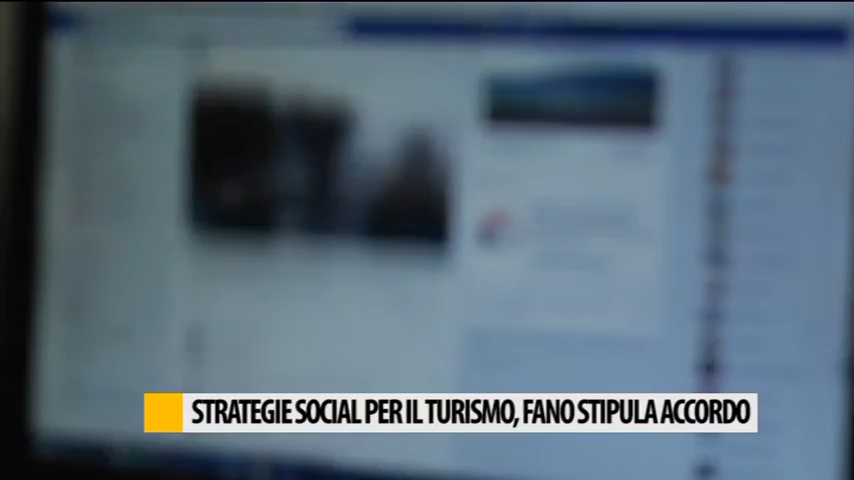 STRATEGIE SOCIAL PER IL TURISMO, FANO STIPULA ACCORDO